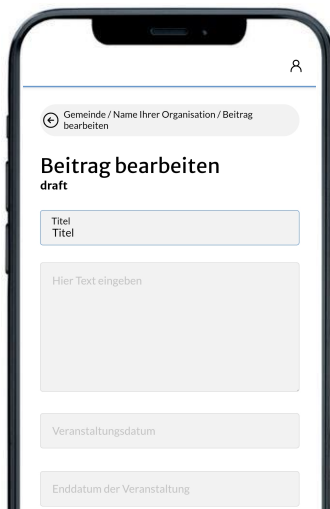 Gemeinde / Name Ihrer Organisation / Beitrag
bearbeiten
Beitrag bearbeiten
draft
Titel
Titel
Hier Text eingeben
Veranstaltungsdatum
Enddatum der Veranstaltung